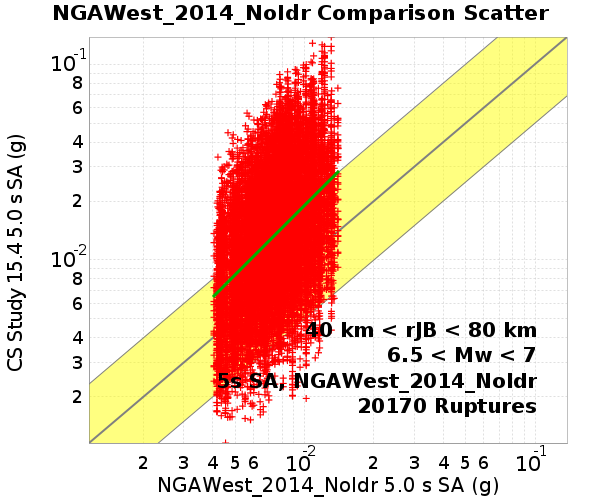 NGAWest_2014_NoIdr Comparison Scatter
CS Study 15.4 5.0 s SA (g)
10-1
8
6
4
3
2
10-2
8
6
4
3
2
40 km < rJB < 80 km
6.5 < Mw < 7
5s SA, NGAWest_2014_NoIdr
20170 Ruptures
2 3 4 5 6 10-2 2 3 4 5 6 10-1
NGAWest_2014_NoIdr 5.0 s SA (g)